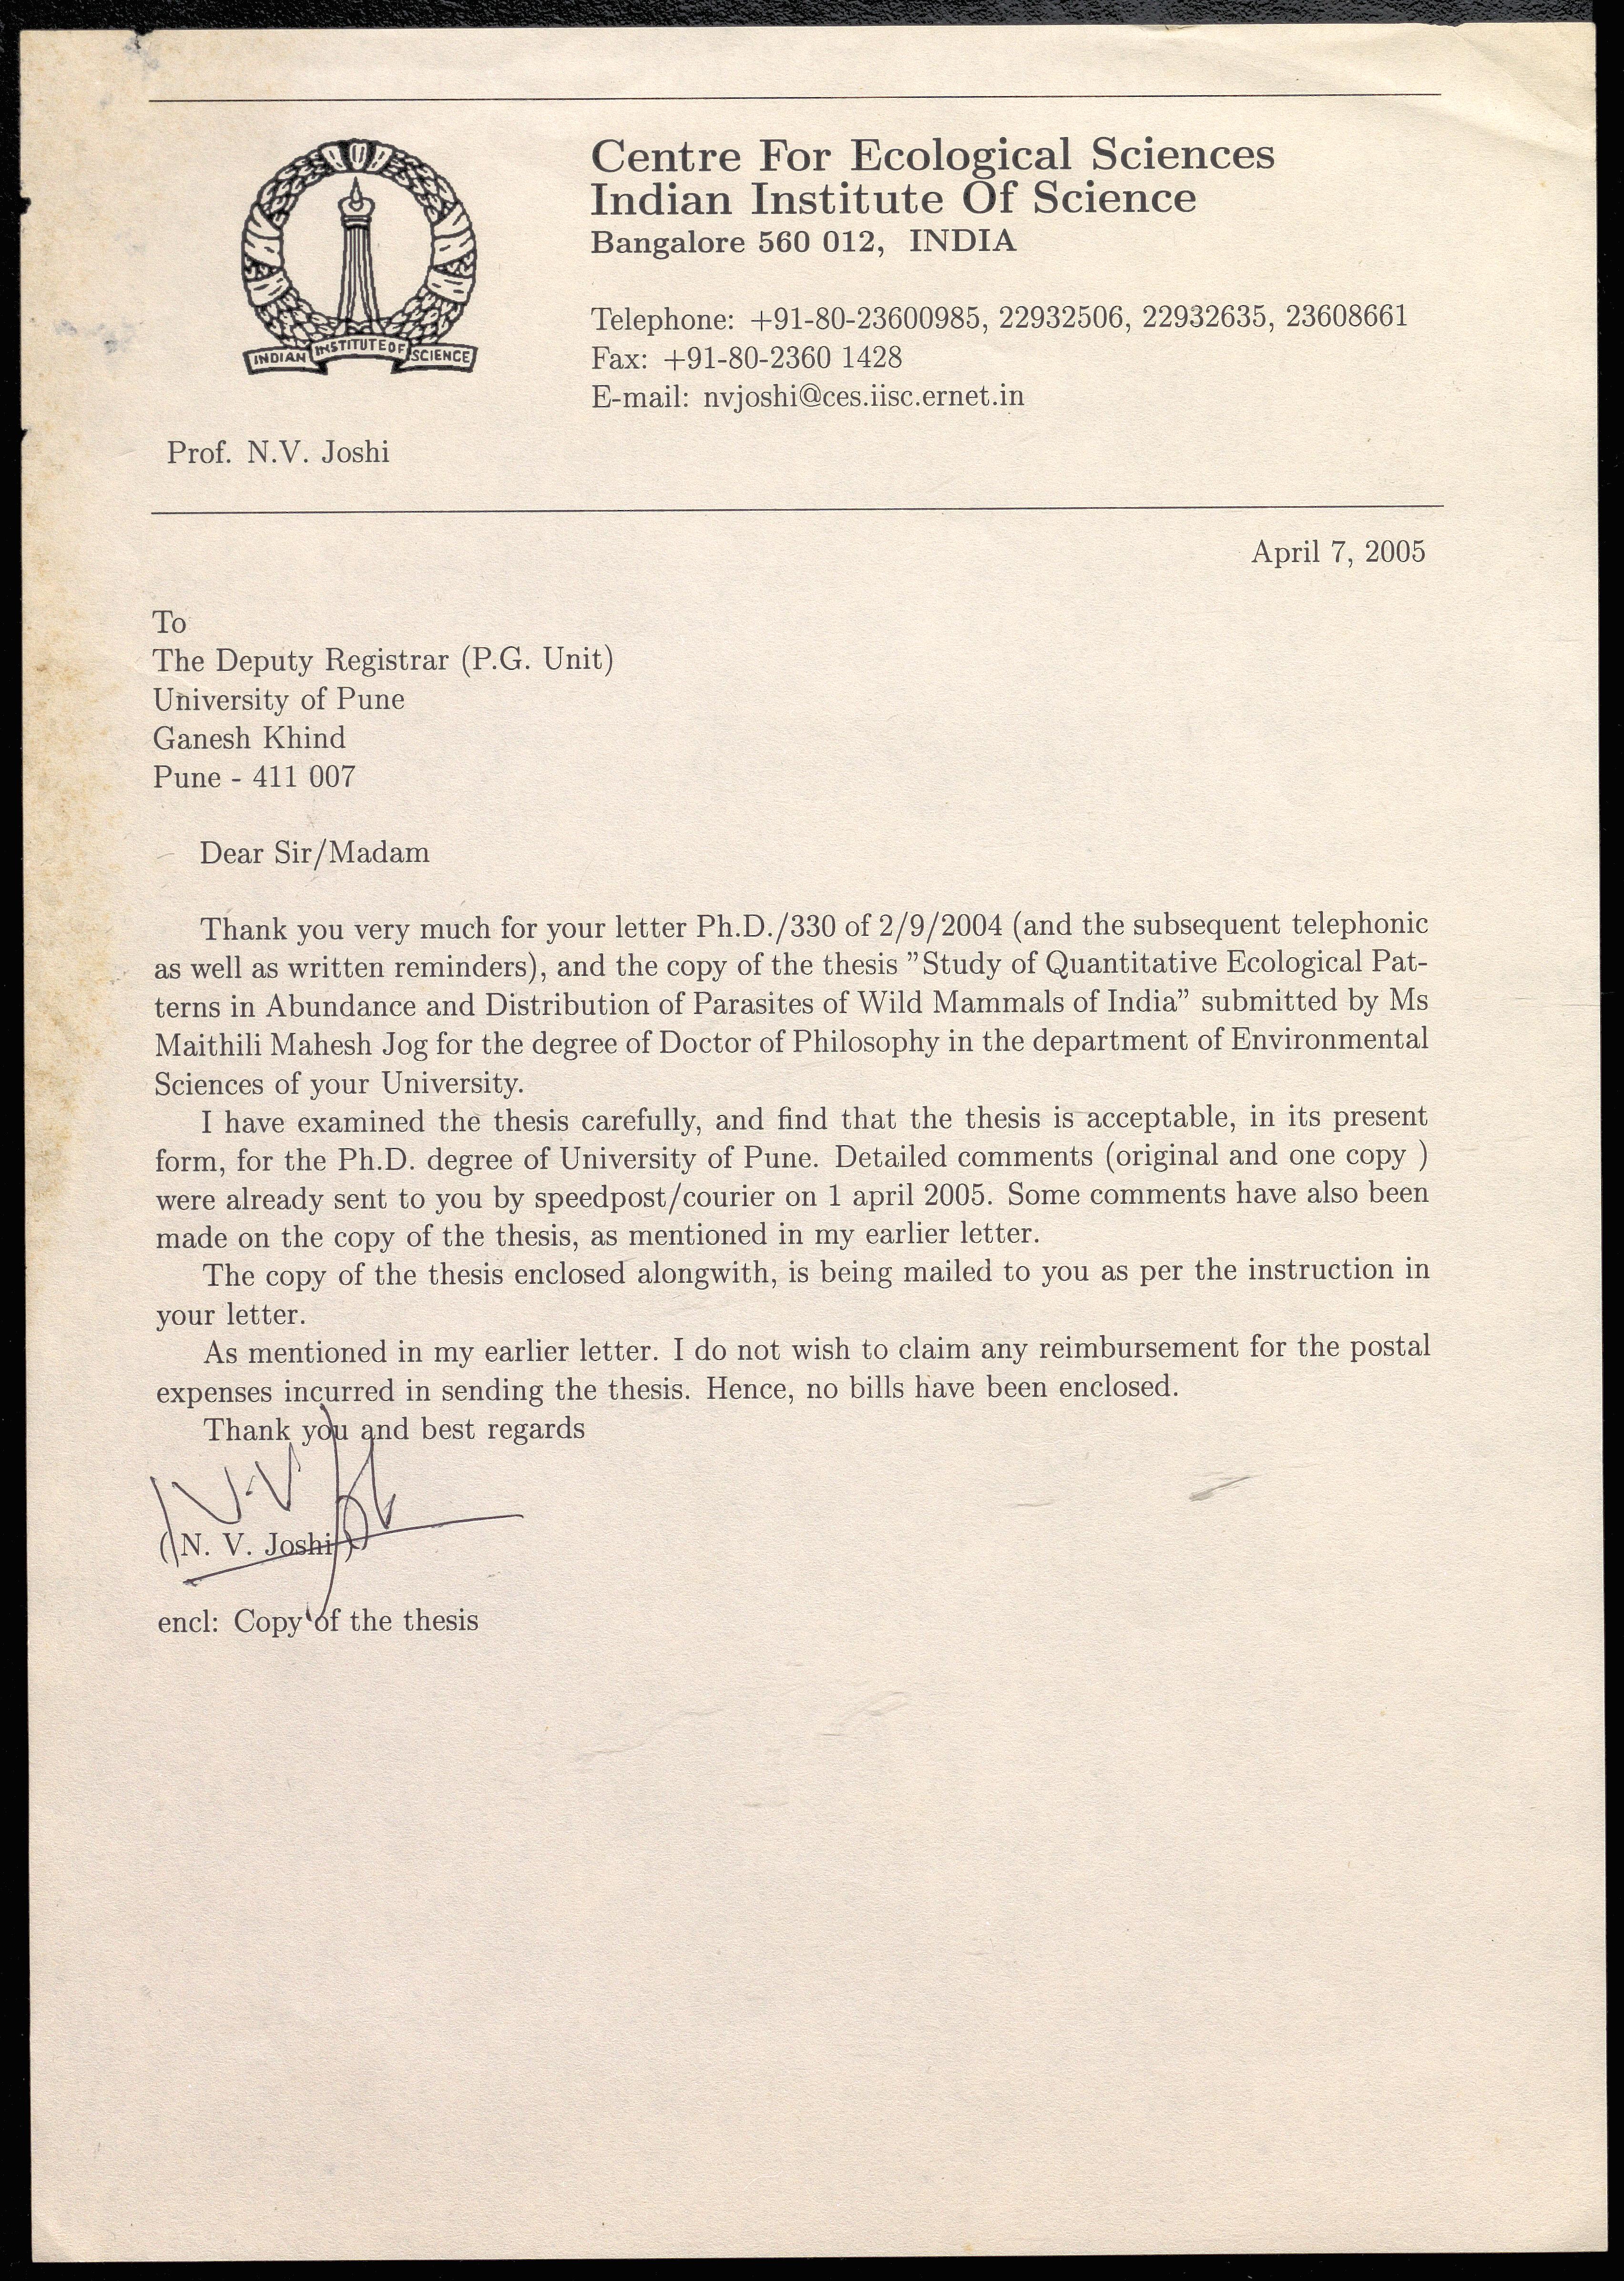 Centre For Ecological Sciences
Indian Institute Of Science
Bangalore 560 012, INDIA
Telephone: +91-80-23600985, 22932506, 22932635, 23608661
Fax: +91-80-2360 1428
E-mail: nvjoshi@ces.iisc.ernet.in
INDIAN INSTITUTE OF SCIENCE
Prof. N.V. Joshi
April 7, 2005
To
The Deputy Registrar (P.G. Unit)
University of Pune
Ganesh Khind
Pune - 411 007
Dear Sir/Madam
Thank you very much for your letter Ph.D./330 of 2/9/2004 (and the subsequent telephonic
as well as written reminders), and the copy of the thesis ”Study of Quantitative Ecological Pat-
terns in Abundance and Distribution of Parasites of Wild Mammals of India” submitted by Ms
Maithili Mahesh Jog for the degree of Doctor of Philosophy in the department of Environmental
Sciences of your University.
I have examined the thesis carefully, and find that the thesis is acceptable, in its present
form, for the Ph.D. degree of University of Pune. Detailed comments (original and one copy )
were already sent to you by speedpost/courier on 1 april 2005. Some comments have also been
made on the copy of the thesis, as mentioned in my earlier letter.
The copy of the thesis enclosed alongwith, is being mailed to you as per the instruction in
your letter.
As mentioned in my earlier letter. I do not wish to claim any reimbursement for the postal
expenses incurred in sending the thesis. Hence, no bills have been enclosed.
Thank you and best regards
N.V.
( N. V. Joshi )
encl: Copy of the thesis